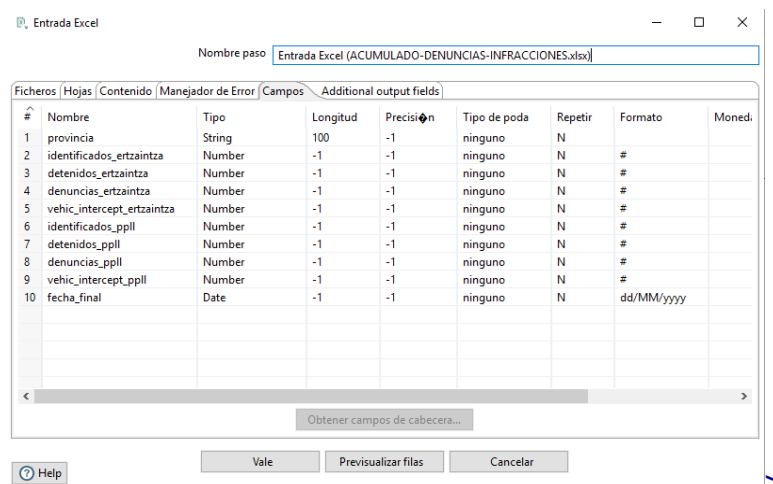 Entrada Excel
Nombre paso Entrada Excel (ACUMULADO-DENUNCIAS-INFRACCIONES.xlsx)
Ficheros Hojas Contenido Manejador de Error Campos Additional output fields
# Nombre Tipo Longitud Precisi�n Tipo de poda Repetir Formato Moneda
1 provincia String 100 -1 ninguno N
2 identificados_ertzaintza Number -1 -1 ninguno N #
3 detenidos_ertzaintza Number -1 -1 ninguno N #
4 denuncias_ertzaintza Number -1 -1 ninguno N #
5 vehic_intercept_ertzaintza Number -1 -1 ninguno N #
6 identificados_ppll Number -1 -1 ninguno N #
7 detenidos_ppll Number -1 -1 ninguno N #
8 denuncias_ppll Number -1 -1 ninguno N #
9 vehic_intercept_ppll Number -1 -1 ninguno N #
10 fecha_final Date -1 -1 ninguno N dd/MM/yyyy
Obtener campos de cabecera...
Vale Previsualizar filas Cancelar
Help